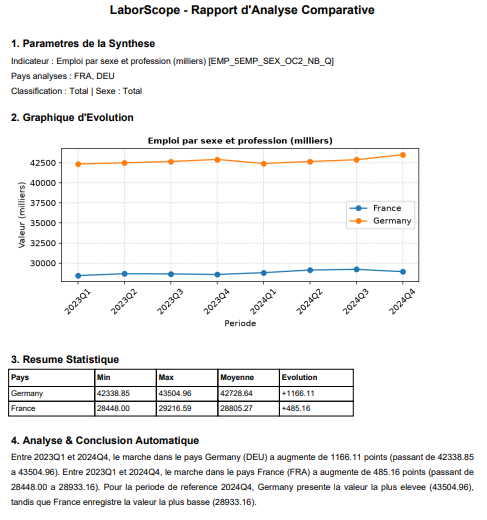 LaborScope - Rapport d'Analyse Comparative
1. Parametres de la Synthese
Indicateur : Emploi par sexe et profession (milliers) [EMP_5EMP_SEX_OC2_NB_Q]
Pays analyses : FRA, DEU
Classification : Total | Sexe : Total
2. Graphique d'Evolution
Emploi par sexe et profession (milliers)
42500
40000
37500
35000
32500
30000
Valeur (milliers)
France
Germany
2023Q1
2023Q2
2023Q3
2023Q4
2024Q1
2024Q2
2024Q3
2024Q4
Periode
3. Resume Statistique
Pays Min Max Moyenne Evolution
Germany 42338.85 43504.96 42728.64 +1166.11
France 28448.00 29216.59 28805.27 +485.16
4. Analyse & Conclusion Automatique
Entre 2023Q1 et 2024Q4, le marche dans le pays Germany (DEU) a augmente de 1166.11 points (passant de 42338.85
a 43504.96). Entre 2023Q1 et 2024Q4, le marche dans le pays France (FRA) a augmente de 485.16 points (passant de
28448.00 a 28933.16). Pour la periode de reference 2024Q4, Germany presente la valeur la plus elevee (43504.96),
tandis que France enregistre la valeur la plus basse (28933.16).